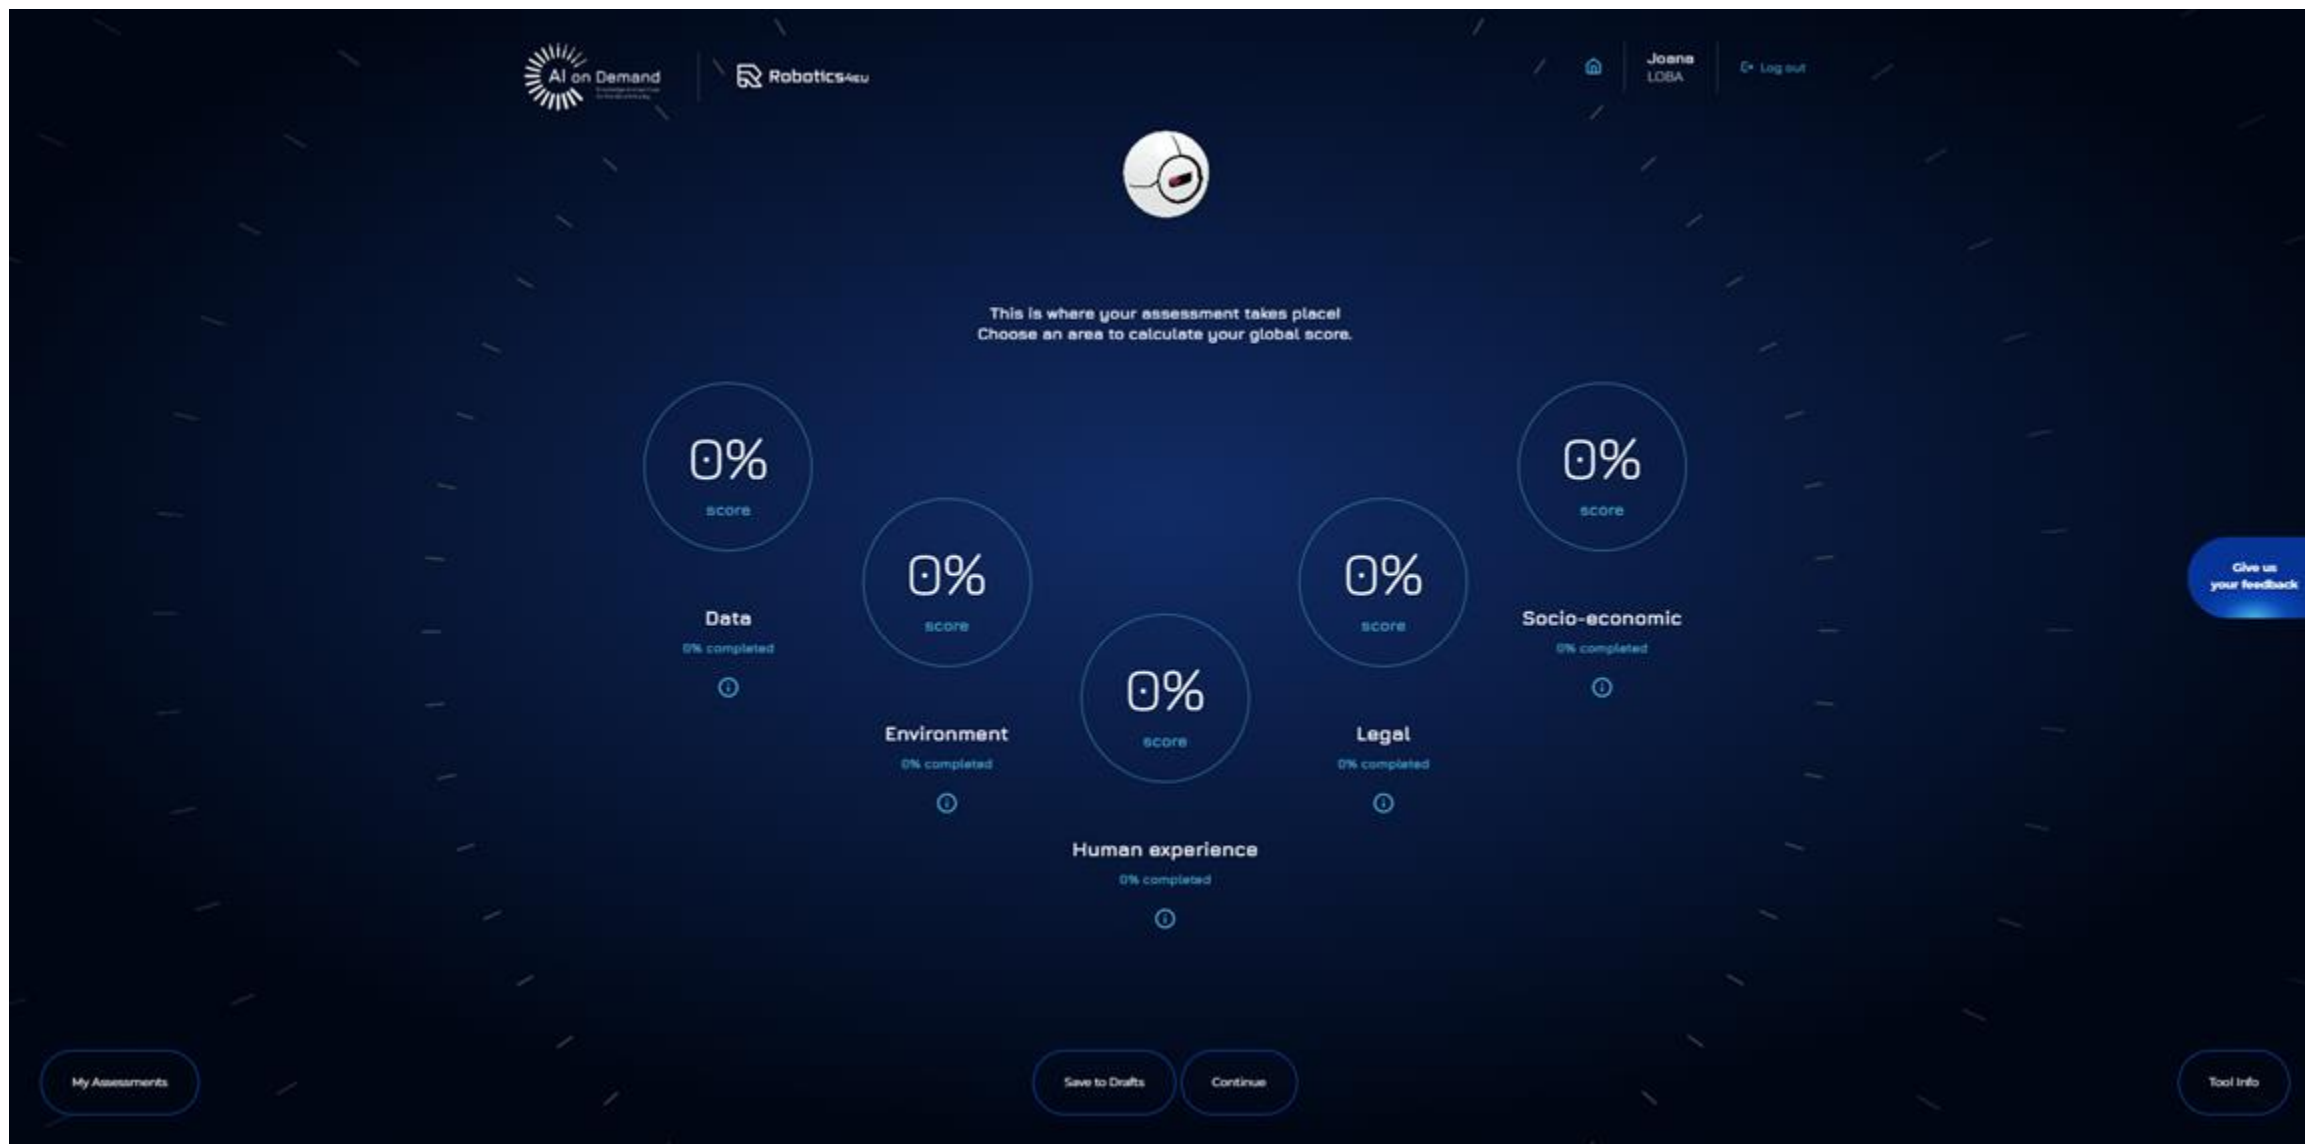 AI on Demand
Robotics4EU
Joana
LOBA
Log out
This is where your assessment takes place!
Choose an area to calculate your global score.
0%
score
Data
0% completed
0%
score
Environment
0% completed
0%
score
Human experience
0% completed
0%
score
Legal
0% completed
0%
score
Socio-economic
0% completed
Give us
your feedback
My Assessments
Save to Drafts
Continue
Tool Info